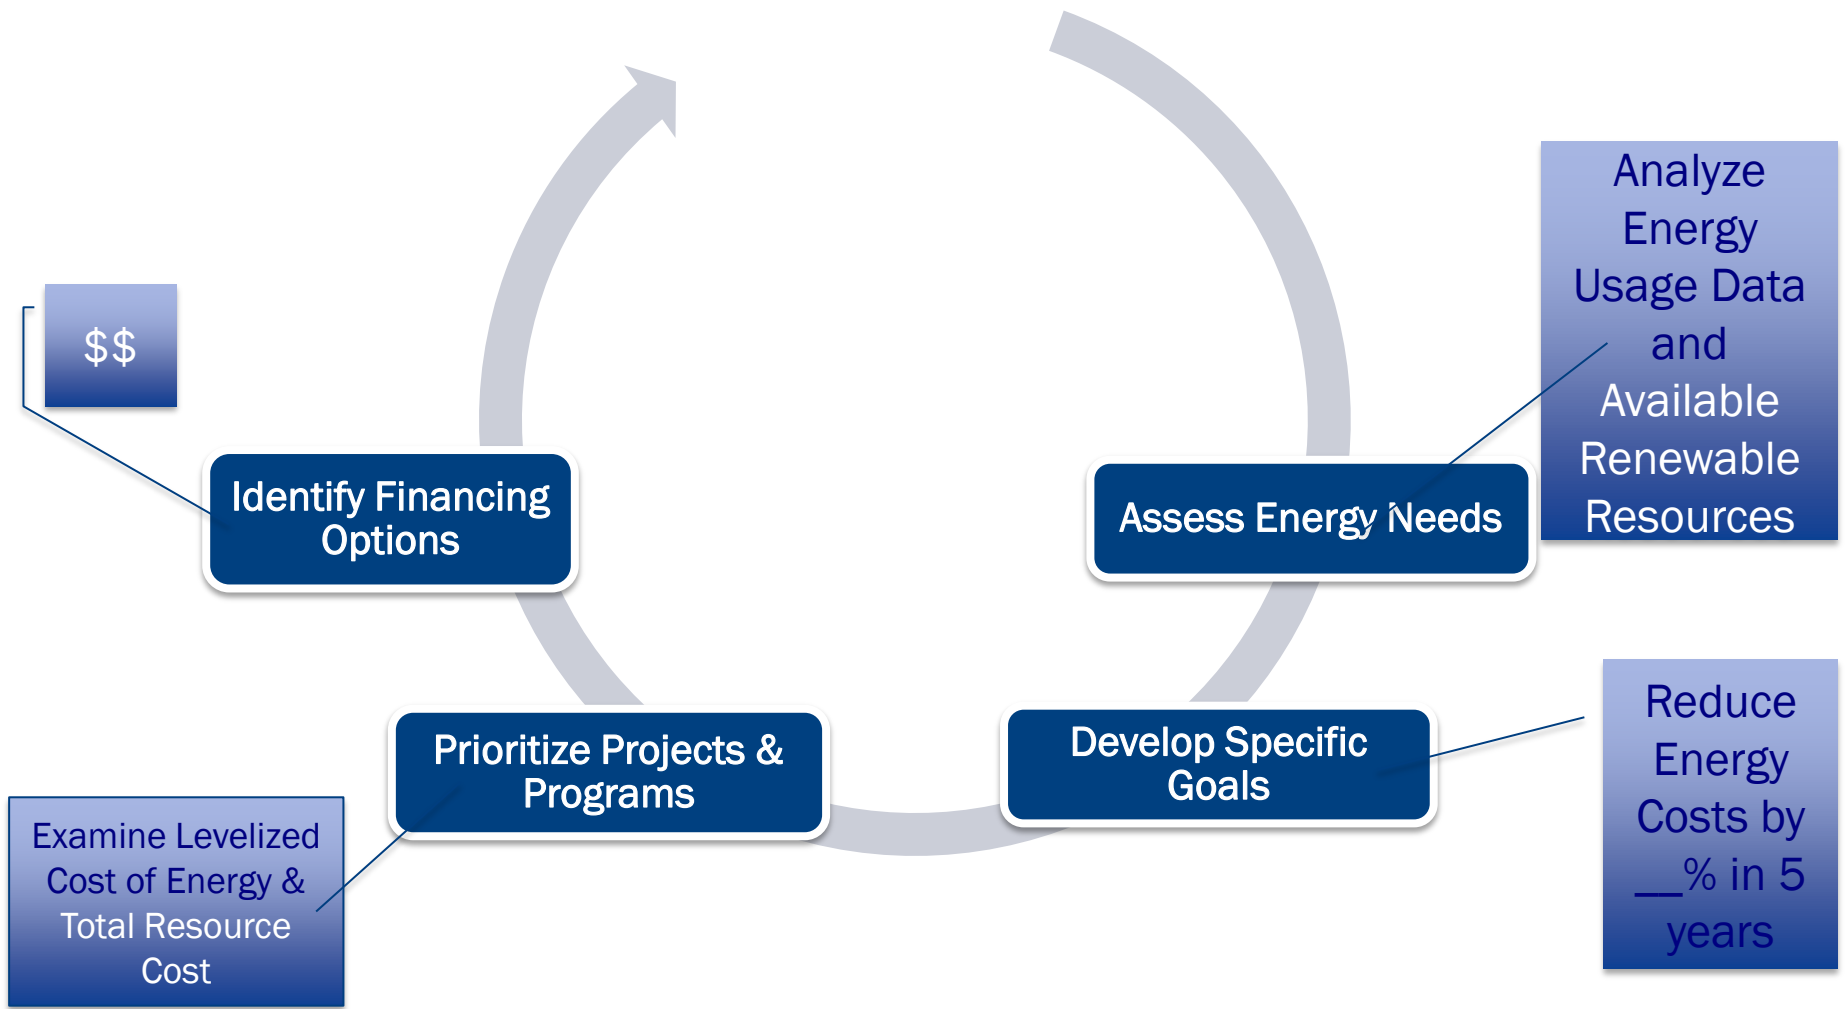 Analyze
Energy
Usage Data
and
Available
Renewable
Resources
$$
Identify Financing
Options
Assess Energy Needs
Reduce
Energy
Costs by
__% in 5
years
Develop Specific
Goals
Prioritize Projects &
Programs
Examine Levelized
Cost of Energy &
Total Resource
Cost